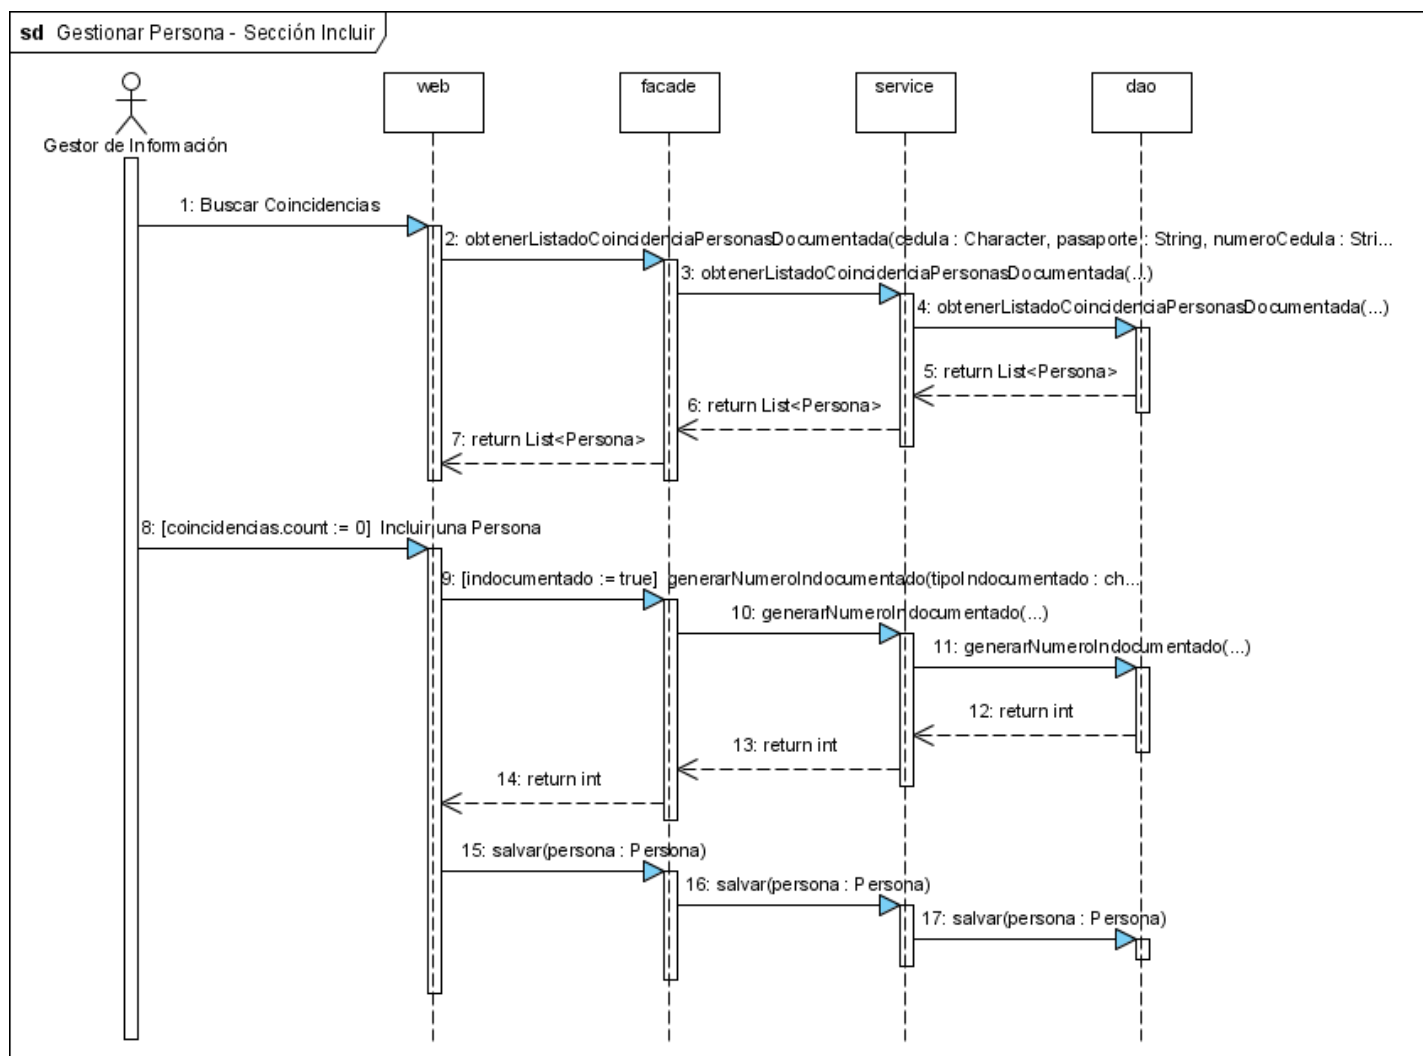 sd Gestionar Persona - Sección Incluir
web
facade
service
dao
Gestor de Información
1: Buscar Coincidencias
2: obtenerListadoCoincidenciaPersonasDocumentada(cedula : Character, pasaporte : String, numeroCedula : Stri...
3: obtenerListadoCoincidenciaPersonasDocumentada(...)
4: obtenerListadoCoincidenciaPersonasDocumentada(...)
5: return List<Persona>
6: return List<Persona>
7: return List<Persona>
8: [coincidencias.count := 0] Incluir una Persona
9: [indocumentado := true] generarNumeroIndocumentado(tipoIndocumentado : ch...
10: generarNumeroIndocumentado(...)
11: generarNumeroIndocumentado(...)
12: return int
13: return int
14: return int
15: salvar(persona : Persona)
16: salvar(persona : Persona)
17: salvar(persona : Persona)